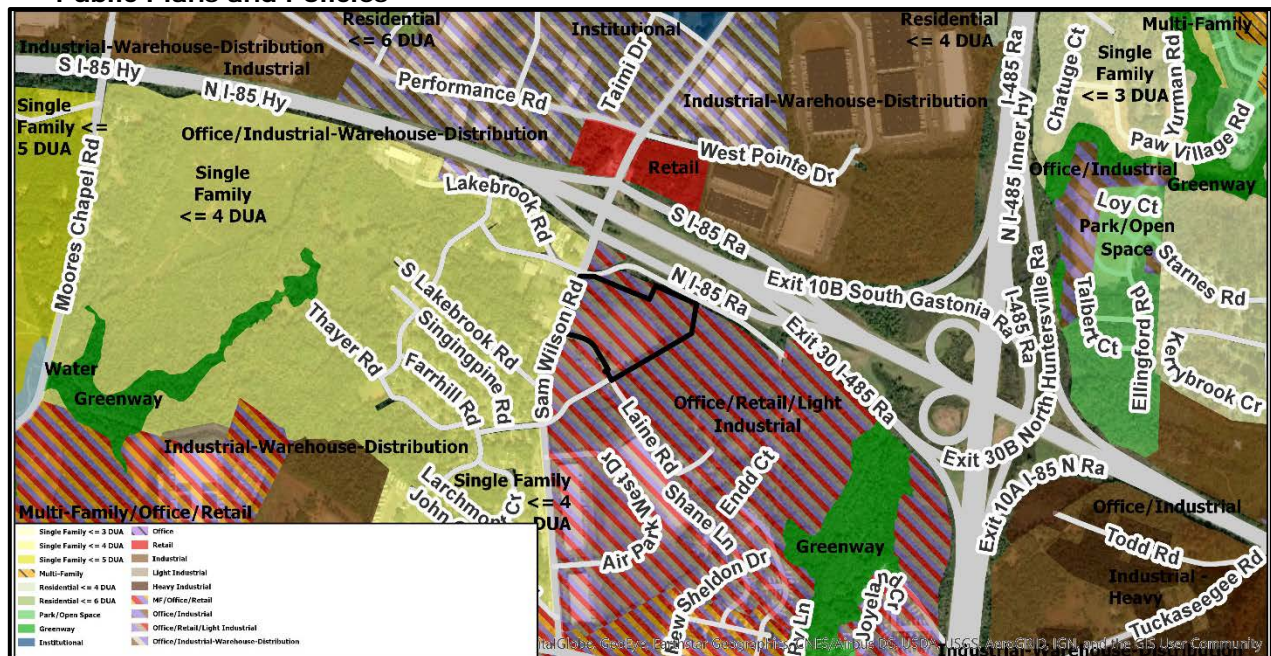 Public Plans and Policies
Residential
<= 6 DUA
Institutional
Residential
<= 4 DUA
Multi-Family
Industrial-Warehouse-Distribution
Industrial
S I-85 Hy
N I-85 Hy
Performance Rd
Taimi Dr
I-485 Ra
Chatuge Ct
Single
Family
<= 3 DUA
Yurman Rd
Paw Village Rd
Single
Family <=
5 DUA
Office/Industrial-Warehouse-Distribution
Industrial-Warehouse-Distribution
N I-485 Inner Hy
Office/Industrial
Greenway
Moores Chapel Rd
Single
Family
<= 4 DUA
Lakebrook Rd
Retail
West Pointe Dr
S I-85 Ra
Loy Ct
Park/Open
Space
Starnes Rd
N I-85 Ra
Exit 10B South Gastonia Ra
I-485 Ra
Exit 30B North Huntersville Ra
Talbert Ct
Ellingford Rd
Kerrybrook Cr
S Lakebrook Rd
Singingpine Rd
Thayer Rd
Farrhill Rd
Sam Wilson Rd
Exit 30 I-485 Ra
Water
Greenway
Office/Retail/Light
Industrial
Laine Rd
Industrial-Warehouse-Distribution
Single Family
<= 4
DUA
Larchmont Cr
John
Air Park West Dr
Shane Ln
Endd Ct
Exit 10A I-85 N Ra
Office/Industrial
Todd Rd
Industrial -
Heavy
Tuckaseegee Rd
Greenway
Multi-Family/Office/Retail
ew Sheldon Dr
Joyeland
Cr
Ln
Single Family <= 3 DUA
Single Family <= 4 DUA
Single Family <= 5 DUA
Multi-Family
Residential <= 4 DUA
Residential <= 6 DUA
Park/Open Space
Greenway
Institutional
Office
Retail
Industrial
Light Industrial
Heavy Industrial
MF/Office/Retail
Office/Industrial
Office/Retail/Light Industrial
Office/Industrial-Warehouse-Distribution
italGlobe, GeoEye, Earthstar Geographics, CNES/Airbus DS, USDA, USGS, AeroGRID, IGN, and the GIS User Community